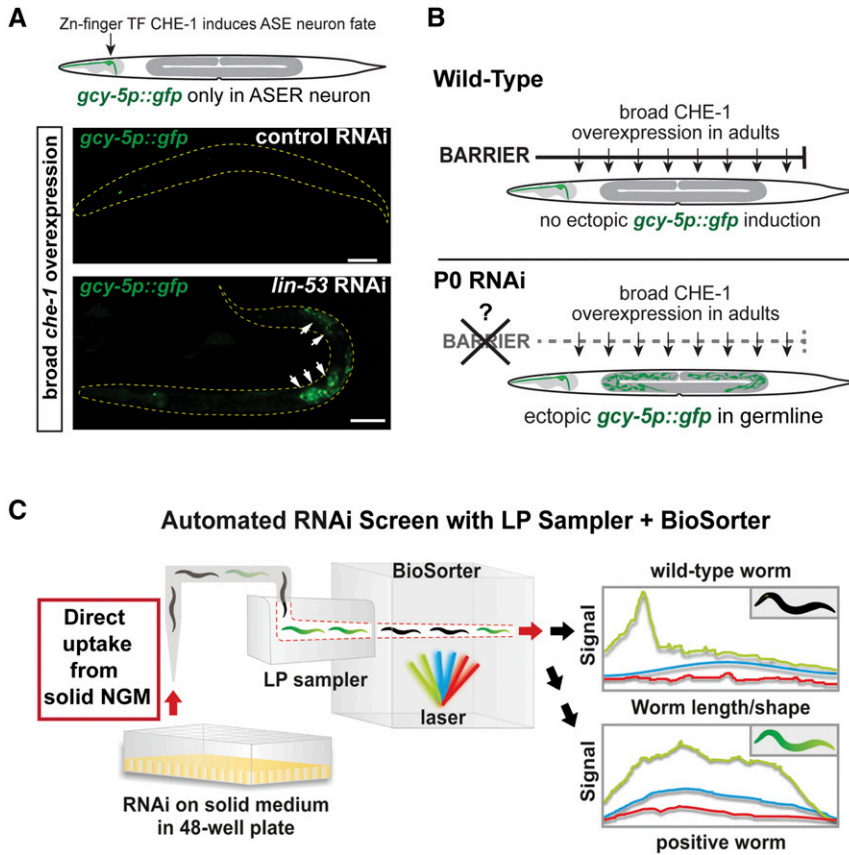 A
Zn-finger TF CHE-1 induces ASE neuron fate
gcy-5p::gfp only in ASER neuron
broad che-1 overexpression
gcy-5p::gfp
control RNAi
gcy-5p::gfp
lin-53 RNAi
B
Wild-Type
broad CHE-1
overexpression in adults
BARRIER
no ectopic gcy-5p::gfp induction
P0 RNAi
?
BARRIER
broad CHE-1
overexpression in adults
ectopic gcy-5p::gfp in germline
C
Automated RNAi Screen with LP Sampler + BioSorter
Direct
uptake
from
solid NGM
RNAi on solid medium
in 48-well plate
LP sampler
BioSorter
laser
wild-type worm
Signal
Worm length/shape
Signal
positive worm